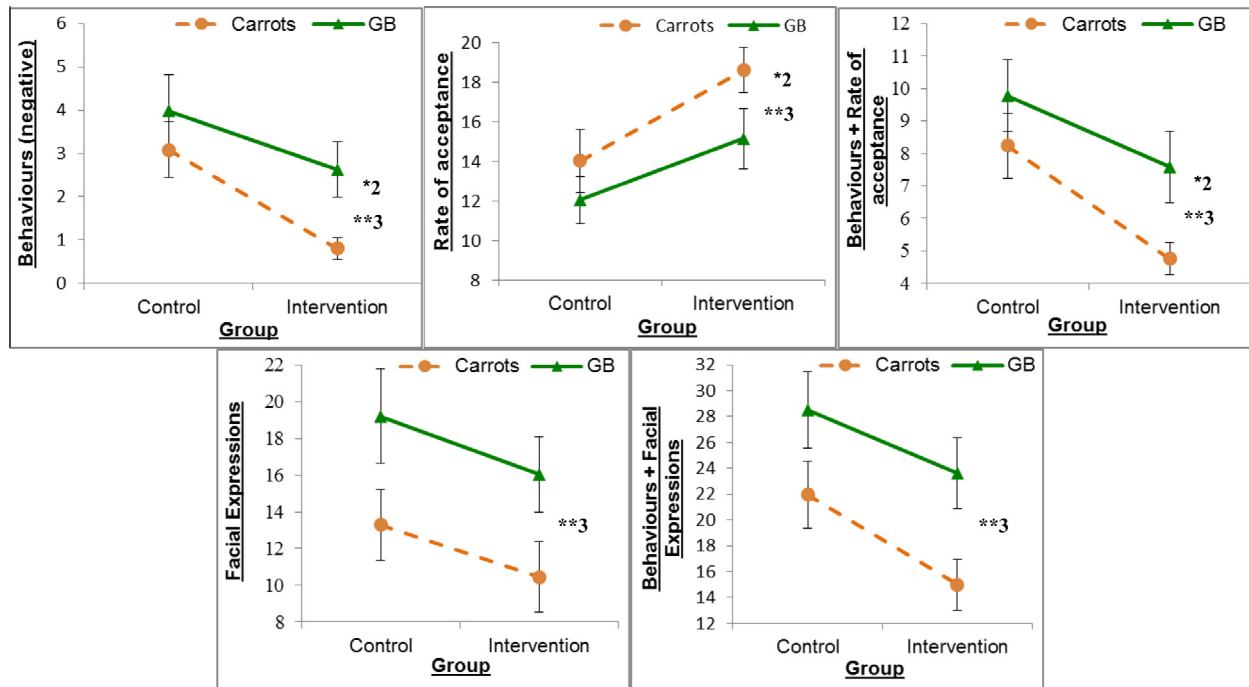 Carrots GB
Behaviours (negative)
6
5
4
3
2
1
0
*2
**3
Control Intervention
Group
Carrots GB
Rate of acceptance
20
18
16
14
12
10
8
*2
**3
Control Intervention
Group
Carrots GB
Behaviours + Rate of
acceptance
12
11
10
9
8
7
6
5
4
*2
**3
Control Intervention
Group
Carrots GB
Facial Expressions
22
20
18
16
14
12
10
8
**3
Control Intervention
Group
Carrots GB
Behaviours + Facial
Expressions
32
30
28
26
24
22
20
18
16
14
12
**3
Control Intervention
Group